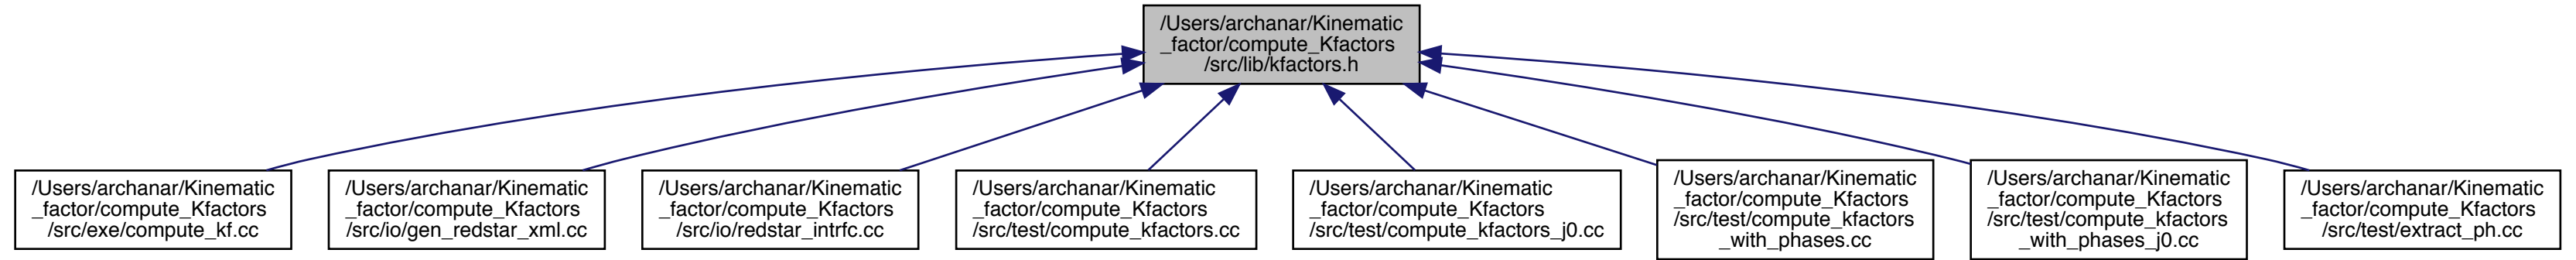 /Users/archanar/Kinematic
_factor/compute_Kfactors
/src/lib/kfactors.h
/Users/archanar/Kinematic
_factor/compute_Kfactors
/src/exe/compute_kf.cc
/Users/archanar/Kinematic
_factor/compute_Kfactors
/src/io/gen_redstar_xml.cc
/Users/archanar/Kinematic
_factor/compute_Kfactors
/src/io/redstar_intrfc.cc
/Users/archanar/Kinematic
_factor/compute_Kfactors
/src/test/compute_kfactors.cc
/Users/archanar/Kinematic
_factor/compute_Kfactors
/src/test/compute_kfactors_j0.cc
/Users/archanar/Kinematic
_factor/compute_Kfactors
/src/test/compute_kfactors
_with_phases.cc
/Users/archanar/Kinematic
_factor/compute_Kfactors
/src/test/compute_kfactors
_with_phases_j0.cc
/Users/archanar/Kinematic
_factor/compute_Kfactors
/src/test/extract_ph.cc